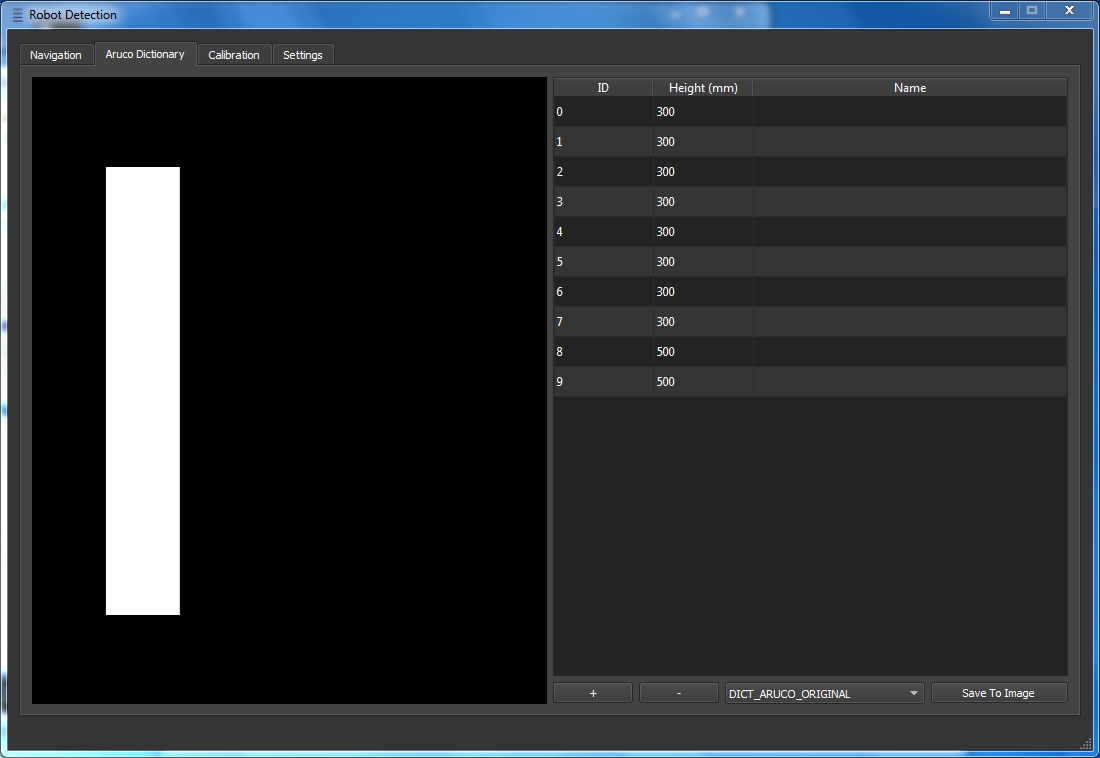 Robot Detection
Navigation Aruco Dictionary Calibration Settings
ID Height (mm) Name
0 300
1 300
2 300
3 300
4 300
5 300
6 300
7 300
8 500
9 500
+ - DICT_ARUCO_ORIGINAL Save To Image